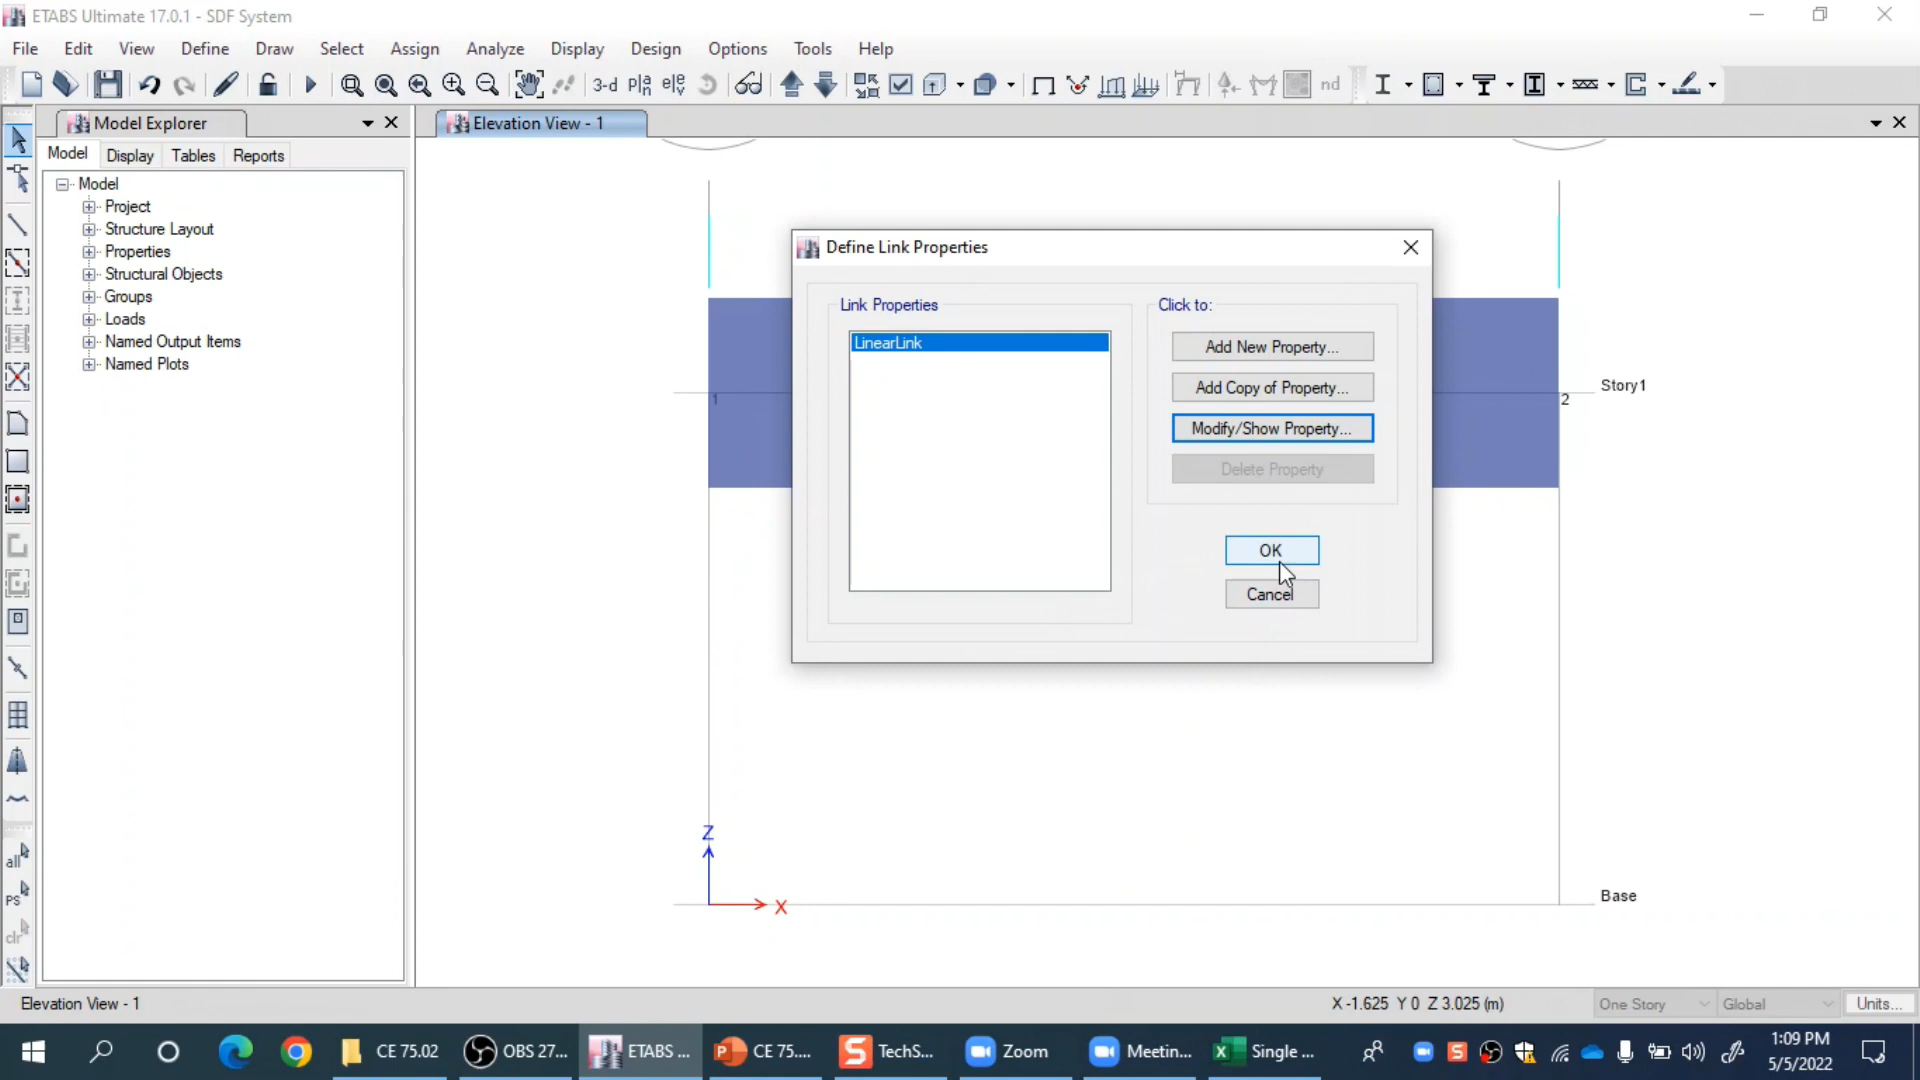 ETABS Ultimate 17.0.1 - SDF System
File Edit View Define Draw Select Assign Analyze Display Design Options Tools Help
3-d pla ele nd
Model Explorer
Elevation View - 1
Model Display Tables Reports
Model
Project
Structure Layout
Properties
Structural Objects
Groups
Loads
Named Output Items
Named Plots
Define Link Properties
Link Properties
LinearLink
Click to:
Add New Property...
Add Copy of Property...
Modify/Show Property...
Delete Property
OK
Cancel
1
2
Story1
Z
X
Base
all
PS
clr
Elevation View - 1
X -1.625 Y 0 Z 3.025 (m)
One Story
Global
Units...
CE 75.02
OBS 27...
ETABS ...
CE 75....
TechS...
Zoom
Meetin...
Single ...
1:09 PM
5/5/2022